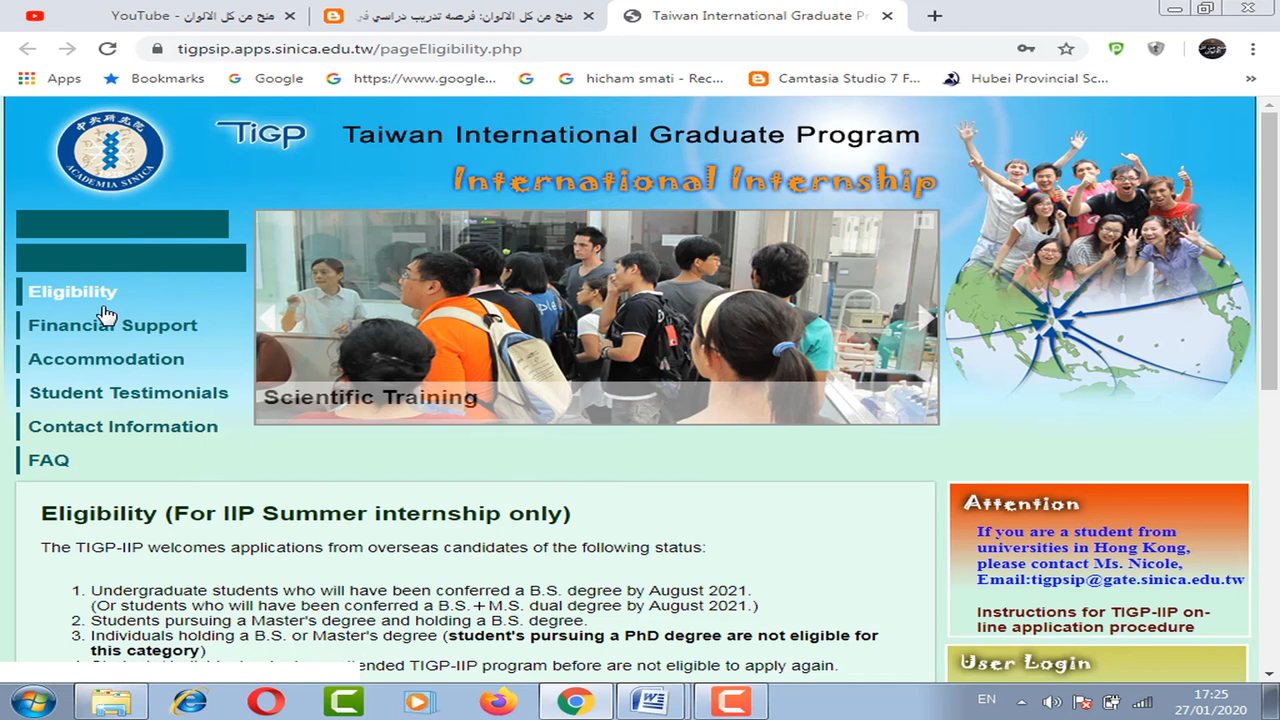 منح من كل الالوان - YouTube
منح من كل الالوان: فرصه تدريب دراسي في
Taiwan International Graduate Pr
tigpsip.apps.sinica.edu.tw/pageEligibility.php
Apps Bookmarks Google https://www.google... hicham smati - Rec... Camtasia Studio 7 F... Hubei Provincial Sc... »
中央研究院
ACADEMIA SINICA
TiGP
Taiwan International Graduate Program
International Internship
Eligibility
Financial Support
Accommodation
Student Testimonials
Contact Information
FAQ
Scientific Training
Eligibility (For IIP Summer internship only)
The TIGP-IIP welcomes applications from overseas candidates of the following status:
1. Undergraduate students who will have been conferred a B.S. degree by August 2021.
(Or students who will have been conferred a B.S.+M.S. dual degree by August 2021.)
2. Students pursuing a Master's degree and holding a B.S. degree.
3. Individuals holding a B.S. or Master's degree (student's pursuing a PhD degree are not eligible for
this category)
TIGP-IIP program before are not eligible to apply again.
Attention
If you are a student from
universities in Hong Kong,
please contact Ms. Nicole,
Email:tigpsip@gate.sinica.edu.tw
Instructions for TIGP-IIP on-
line application procedure
User Login
EN
17:25
27/01/2020